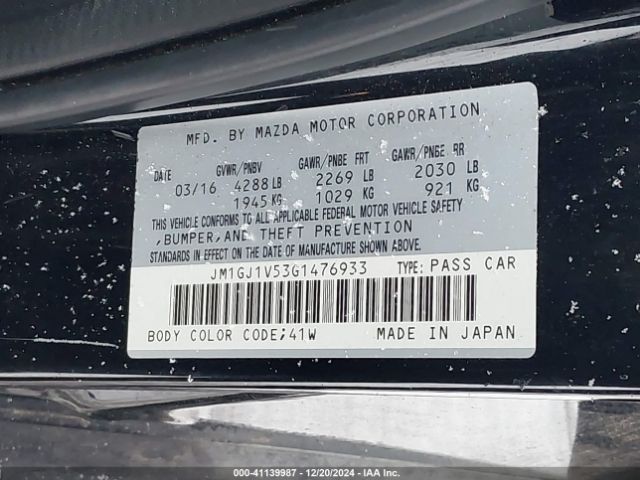 MFD. BY MAZDA MOTOR CORPORATION
DATE GVWR/PNBV GAWR/PNBE FRT GAWR/PNBE RR
03/16 4288 LB 2269 LB 2030 LB
1945 KG 1029 KG 921 KG
THIS VEHICLE CONFORMS TO ALL APPLICABLE FEDERAL MOTOR VEHICLE SAFETY
,BUMPER,AND THEFT PREVENTION
STANDARDS IN EFFECT ON THE DATE OF MANUFACTURE SHOWN ABOVE.
JM1GJ1V53G1476933 TYPE: PASS CAR
BODY COLOR CODE;41W MADE IN JAPAN
000-41139987 - 12/20/2024 - IAA Inc.